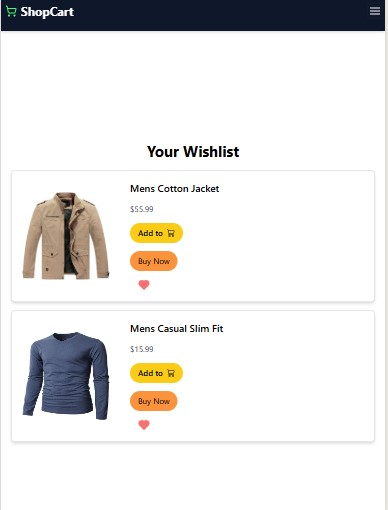 ShopCart
Your Wishlist
Mens Cotton Jacket
$55.99
Add to
Buy Now
Mens Casual Slim Fit
$15.99
Add to
Buy Now